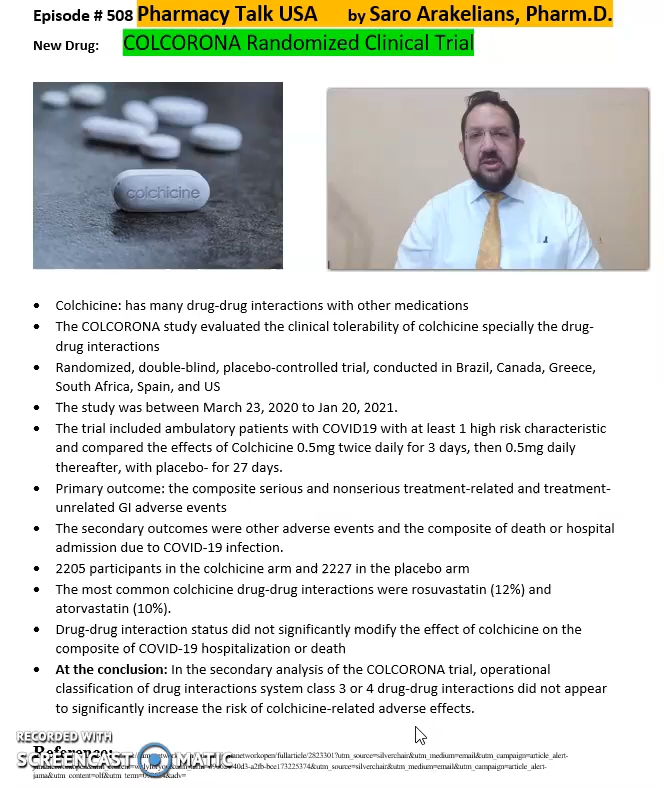 Episode # 508 Pharmacy Talk USA by Saro Arakelians, Pharm.D.
New Drug: COLCORONA Randomized Clinical Trial
colchicine
• Colchicine: has many drug-drug interactions with other medications
• The COLCORONA study evaluated the clinical tolerability of colchicine specially the drug-
drug interactions
• Randomized, double-blind, placebo-controlled trial, conducted in Brazil, Canada, Greece,
South Africa, Spain, and US
• The study was between March 23, 2020 to Jan 20, 2021.
• The trial included ambulatory patients with COVID19 with at least 1 high risk characteristic
and compared the effects of Colchicine 0.5mg twice daily for 3 days, then 0.5mg daily
thereafter, with placebo- for 27 days.
• Primary outcome: the composite serious and nonserious treatment-related and treatment-
unrelated GI adverse events
• The secondary outcomes were other adverse events and the composite of death or hospital
admission due to COVID-19 infection.
• 2205 participants in the colchicine arm and 2227 in the placebo arm
• The most common colchicine drug-drug interactions were rosuvastatin (12%) and
atorvastatin (10%).
• Drug-drug interaction status did not significantly modify the effect of colchicine on the
composite of COVID-19 hospitalization or death
• At the conclusion: In the secondary analysis of the COLCORONA trial, operational
classification of drug interactions system class 3 or 4 drug-drug interactions did not appear
to significantly increase the risk of colchicine-related adverse effects.
RECORDED WITH
SCREENCAST MATIC
Reference: